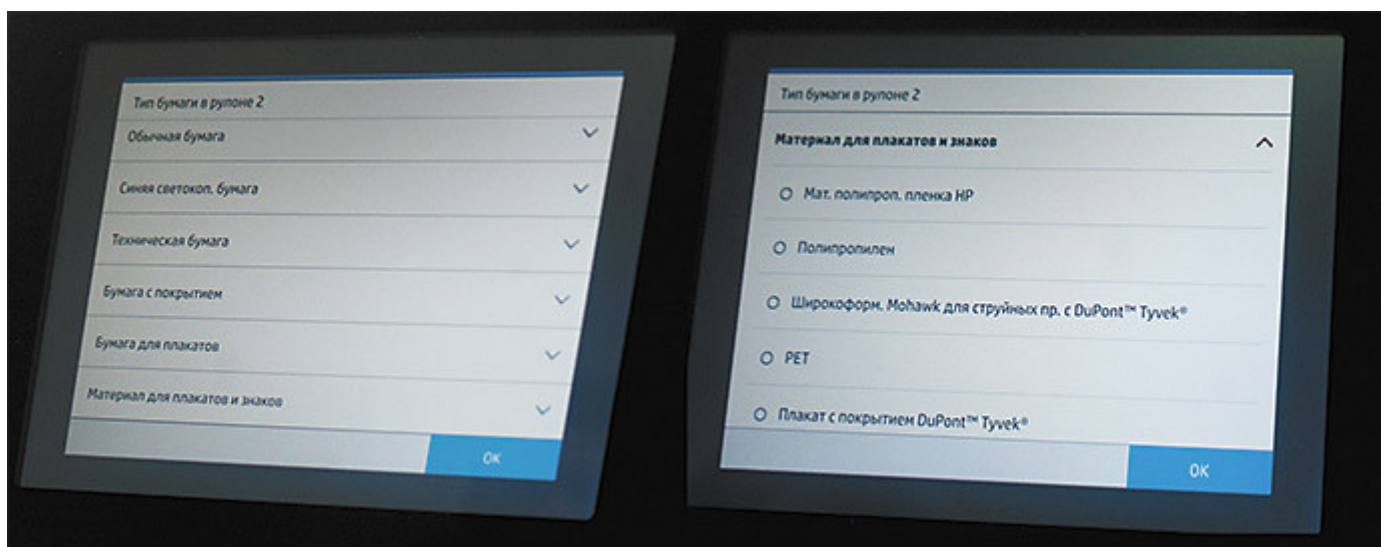 Тип бумаги в рулоне 2
Обычная бумага
Синяя светокоп. бумага
Техническая бумага
Бумага с покрытием
Бумага для плакатов
Материал для плакатов и знаков
OK
Тип бумаги в рулоне 2
Материал для плакатов и знаков
Мат. полипроп. пленка HP
Полипропилен
Широкоформ. Mohawk для струйных пр. с DuPont™ Tyvek®
PET
Плакат с покрытием DuPont™ Tyvek®
OK